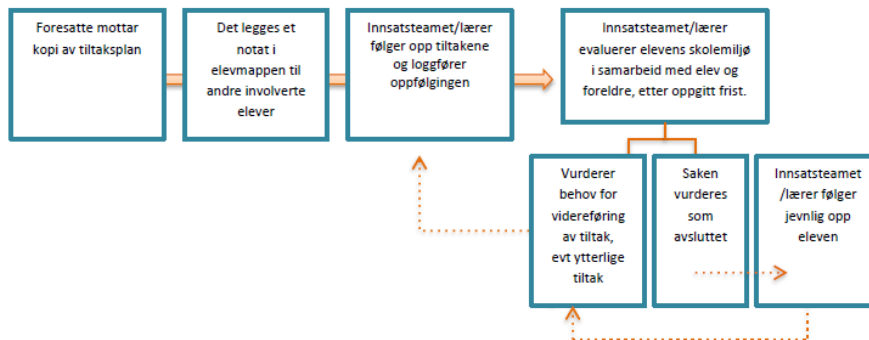 Foresatte mottar
kopi av tiltaksplan
Det legges et
notat i
elevmappen til
andre involverte
elever
Innsatsteamet/lærer
følger opp tiltakene
og loggfører
oppfølgingen
Innsatsteamet/lærer
evaluerer elevens skolemiljø
i samarbeid med elev og
foreldre, etter oppgitt frist.
Vurderer
behov for
videreføring
av tiltak,
evt ytterlige
tiltak
Saken
vurderes
som
avsluttet
Innsatsteamet
/lærer følger
jevnlig opp
eleven